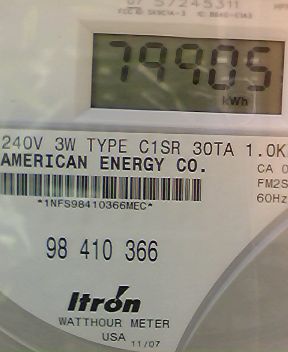 79905
kWh
240V 3W TYPE C1SR 30TA 1.0K
AMERICAN ENERGY CO.
CA 0
FM2S
60Hz
*1NFS98410366MEC*
98 410 366
Itron
WATTHOUR METER
USA 11/07